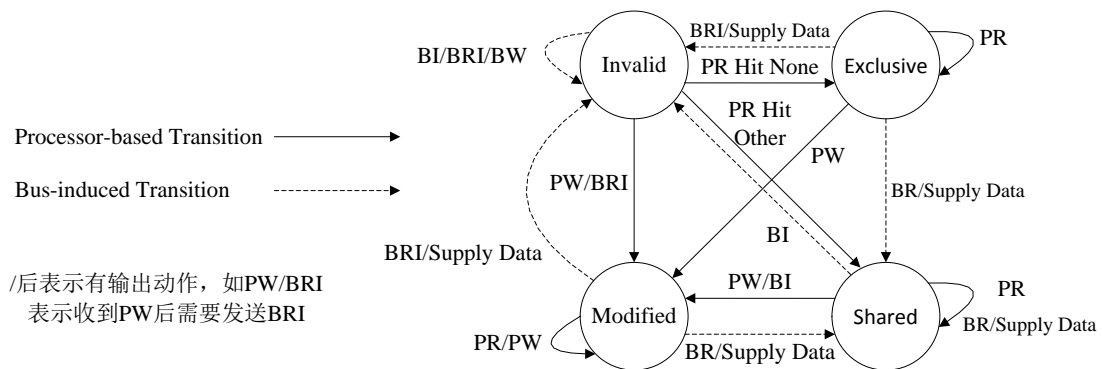 BRI/Supply Data
PR
BI/BRI/BW
Invalid
Exclusive
PR Hit None
Processor-based Transition
PR Hit
Other
PW
Bus-induced Transition
PW/BRI
BR/Supply Data
BI
BRI/Supply Data
/后表示有输出动作，如PW/BRI
表示收到PW后需要发送BRI
PW/BI
PR
Modified
Shared
BR/Supply Data
PR/PW
BR/Supply Data